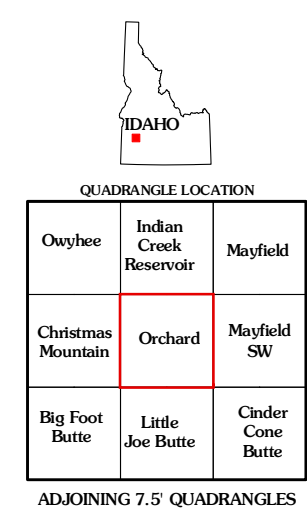 IDAHO
QUADRANGLE LOCATION
Owyhee
Indian
Creek
Reservoir
Mayfield
Christmas
Mountain
Orchard
Mayfield
SW
Big Foot
Butte
Little
Joe Butte
Cinder
Cone
Butte
ADJOINING 7.5' QUADRANGLES